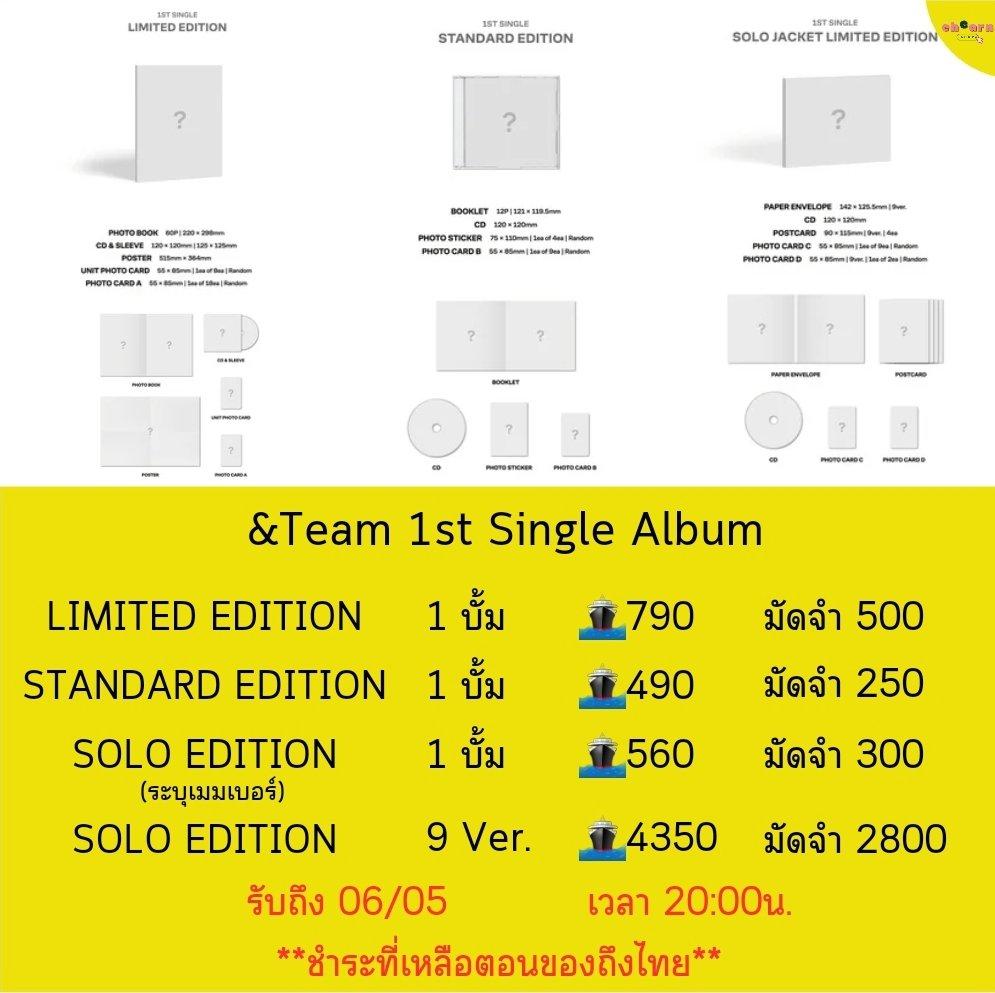 1ST SINGLE
LIMITED EDITION
?
PHOTO BOOK 60P | 220 × 298mm
CD & SLEEVE 120 × 120mm | 125 × 125mm
POSTER 515mm × 364mm
UNIT PHOTO CARD 55 × 85mm | 1ea of 9ea | Random
PHOTO CARD A 55 × 85mm | 1ea of 18ea | Random
? ?
PHOTO BOOK
?
CD & SLEEVE
?
UNIT PHOTO CARD
?
POSTER
?
PHOTO CARD A
1ST SINGLE
STANDARD EDITION
?
BOOKLET 12P | 121 × 119.5mm
CD 120 × 120mm
PHOTO STICKER 75 × 110mm | 1ea of 4ea | Random
PHOTO CARD B 55 × 85mm | 1ea of 9ea | Random
? ?
BOOKLET
CD
?
PHOTO STICKER
?
PHOTO CARD B
1ST SINGLE
SOLO JACKET LIMITED EDITION
?
PAPER ENVELOPE 142 × 125.5mm | 9ver.
CD 120 × 120mm
POSTCARD 90 × 115mm | 9ver. | 4ea
PHOTO CARD C 55 × 85mm | 1ea of 9ea | Random
PHOTO CARD D 55 × 85mm | 9ver. | 1ea of 2ea | Random
? ?
PAPER ENVELOPE
?
POSTCARD
CD
?
PHOTO CARD C
?
PHOTO CARD D
&Team 1st Single Album
LIMITED EDITION 1 บั้ม 790 มัดจำ 500
STANDARD EDITION 1 บั้ม 490 มัดจำ 250
SOLO EDITION 1 บั้ม 560 มัดจำ 300
(ระบุเมมเบอร์)
SOLO EDITION 9 Ver. 4350 มัดจำ 2800
รับถึง 06/05 เวลา 20:00น.
**ชำระที่เหลือตอนของถึงไทย**